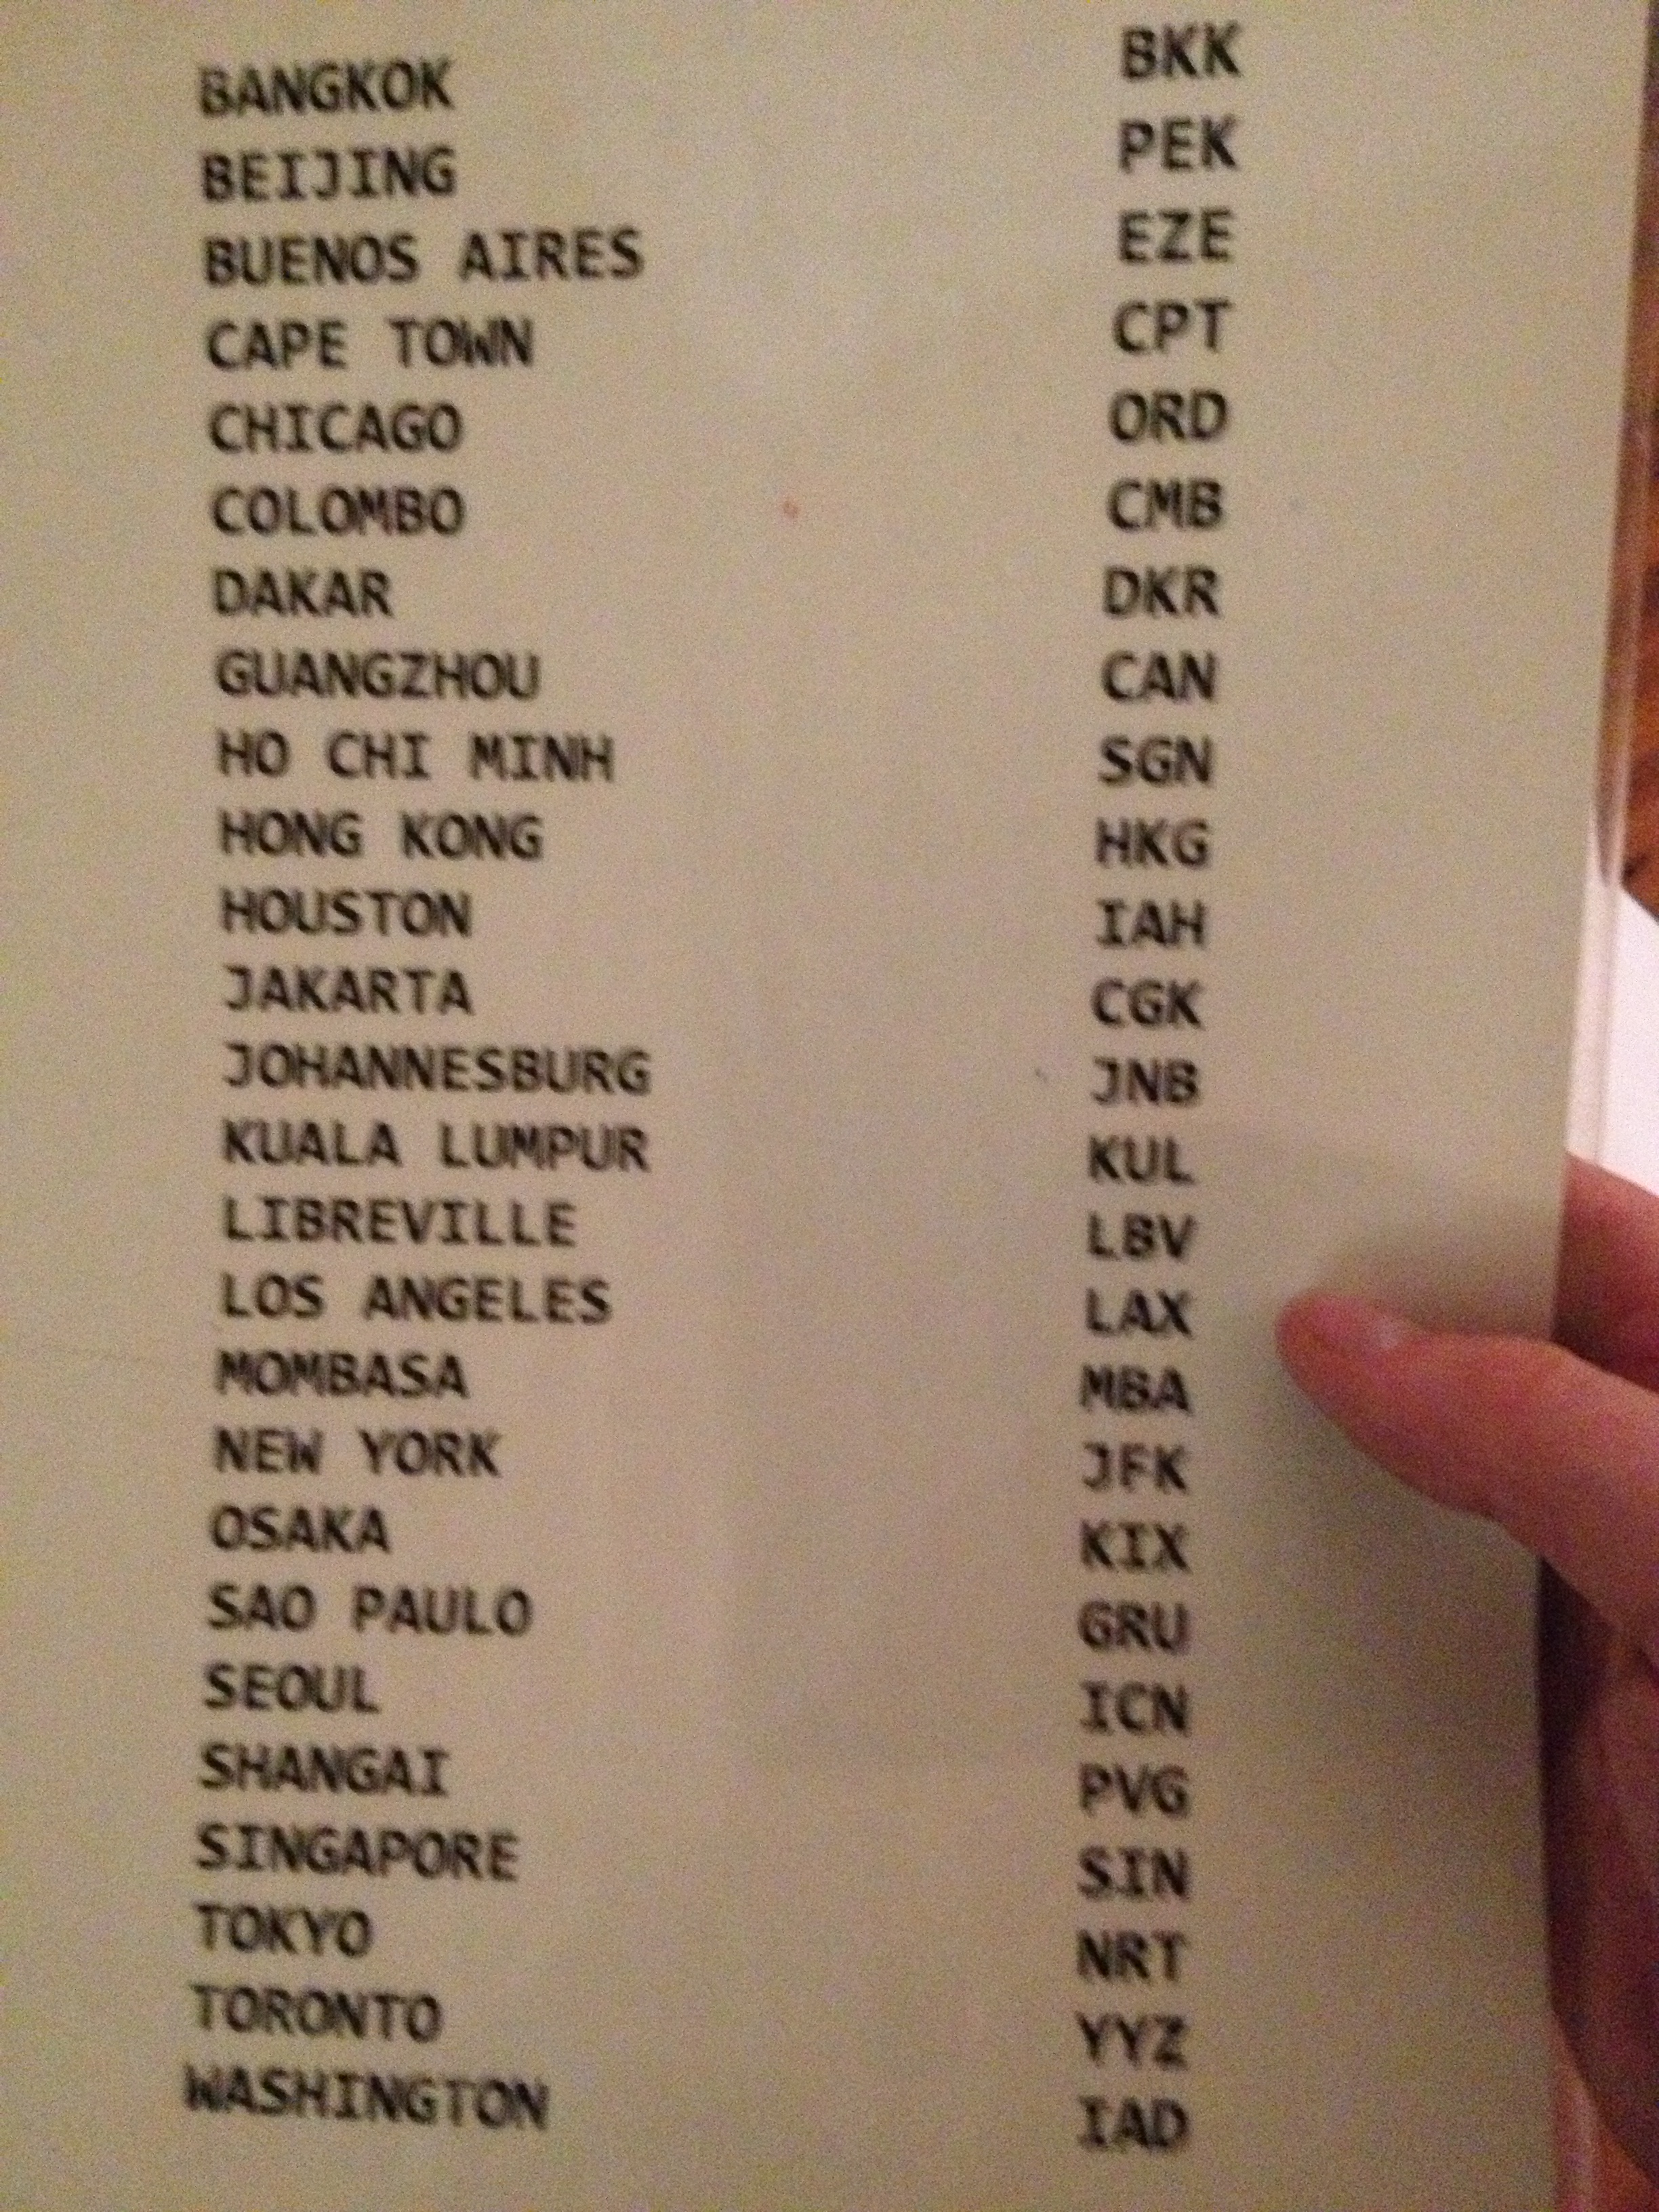 BANGKOK BKK
BEIJING PEK
BUENOS AIRES EZE
CAPE TOWN CPT
CHICAGO ORD
COLOMBO CMB
DAKAR DKR
GUANGZHOU CAN
HO CHI MINH SGN
HONG KONG HKG
HOUSTON IAH
JAKARTA CGK
JOHANNESBURG JNB
KUALA LUMPUR KUL
LIBREVILLE LBV
LOS ANGELES LAX
MOMBASA MBA
NEW YORK JFK
OSAKA KIX
SAO PAULO GRU
SEOUL ICN
SHANGAI PVG
SINGAPORE SIN
TOKYO NRT
TORONTO YYZ
WASHINGTON IAD